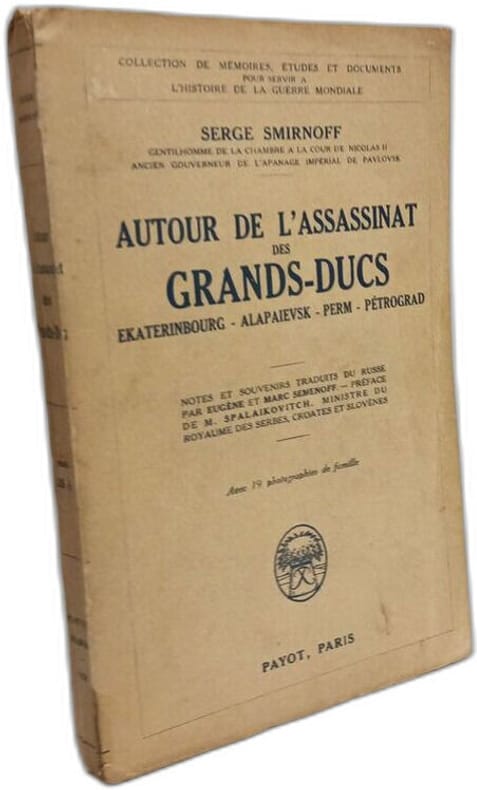 COLLECTION DE MÉMOIRES, ÉTUDES ET DOCUMENTS
POUR SERVIR A
L'HISTOIRE DE LA GUERRE MONDIALE
SERGE SMIRNOFF
GENTILHOMME DE LA CHAMBRE A LA COUR DE NICOLAS II
ANCIEN GOUVERNEUR DE L'APANAGE IMPÉRIAL DE PAVLOVSK
AUTOUR DE L'ASSASSINAT
DES
GRANDS-DUCS
EKATERINBOURG - ALAPAIEVSK - PERM - PÉTROGRAD
NOTES ET SOUVENIRS TRADUITS DU RUSSE
PAR EUGÈNE ET MARC SEMENOFF. — PRÉFACE
DE M. SPALAIKOVITCH, MINISTRE DU
ROYAUME DES SERBES, CROATES ET SLOVÈNES
Avec 19 photographies de famille
PAYOT, PARIS